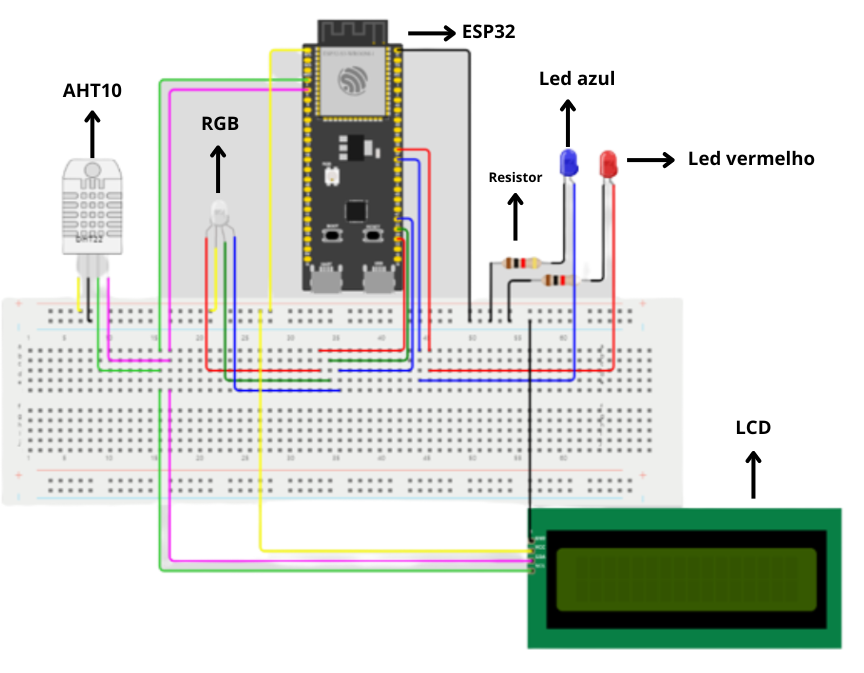 ESP32
Led azul
AHT10
RGB
Led vermelho
Resistor
DHT22
LCD